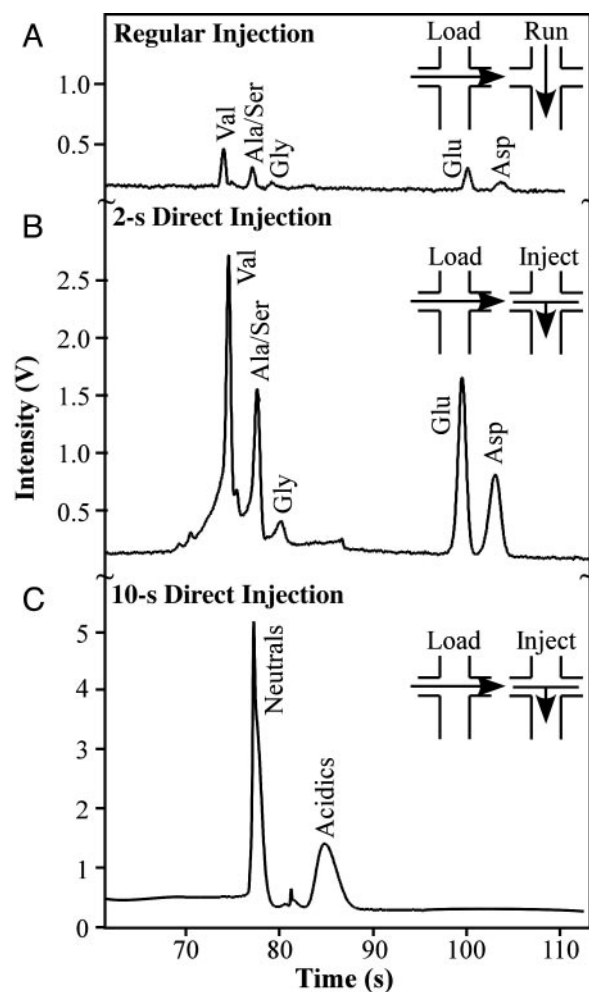 A
Regular Injection
Load
Run
1.0
0.5
Val
Ala/Ser
Gly
Glu
Asp
B
2-s Direct Injection
Load
Inject
2.5
2.0
1.5
1.0
0.5
Val
Ala/Ser
Gly
Glu
Asp
Intensity (V)
C
10-s Direct Injection
Load
Inject
5
4
3
2
1
0
Neutrals
Acidics
70
80
90
100
110
Time (s)